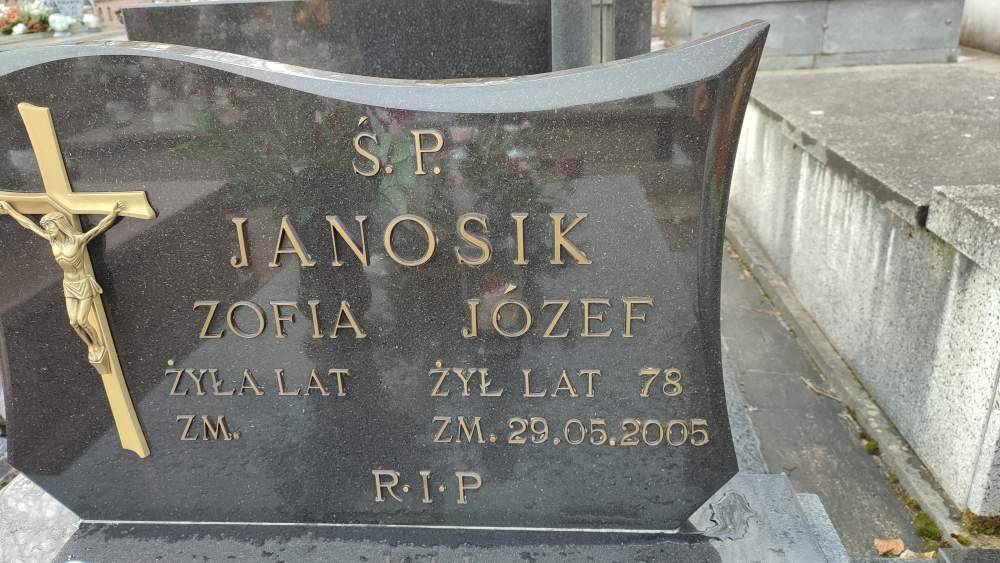 Ś. P.
JANOSIK
ZOFIA JÓZEF
ŻYŁA LAT ŻYŁ LAT 78
ZM. ZM. 29.05.2005
R·I·P